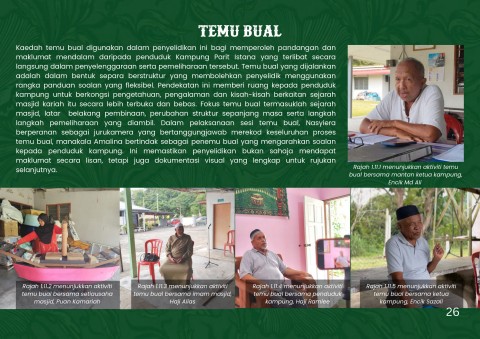 TEMU BUAL
Kaedah temu bual digunakan dalam penyelidikan ini bagi memperoleh pandangan dan
maklumat mendalam daripada penduduk Kampung Parit Istana yang terlibat secara
langsung dalam penyelenggaraan serta pemeliharaan tersebut. Temu bual yang dijalankan
adalah dalam bentuk separa berstruktur yang membolehkan penyelidik menggunakan
rangka panduan soalan yang fleksibel. Pendekatan ini memberi ruang kepada penduduk
kampung untuk berkongsi pengetahuan, pengalaman dan kisah-kisah berkaitan sejarah
masjid kariah itu secara lebih terbuka dan bebas. Fokus temu bual termasuklah sejarah
masjid, latar belakang pembinaan, perubahan struktur sepanjang masa serta langkah
langkah pemeliharaan yang diambil. Dalam pelaksanaan sesi temu bual, Nasyiera
berperanan sebagai jurukamera yang bertanggungjawab merekod keseluruhan proses
temu bual, manakala Amalina bertindak sebagai penemu bual yang mengarahkan soalan
kepada penduduk kampung. Ini memastikan penyelidikan bukan sahaja mendapat
maklumat secara lisan, tetapi juga dokumentasi visual yang lengkap untuk rujukan
selanjutnya.
Rajah 1.11.1 menunjukkan aktiviti temu
bual bersama mantan ketua kampung,
Encik Md Ali
Rajah 1.11.2 menunjukkan aktiviti
temu bual bersama setiausaha
masjid, Puan Kamariah
Rajah 1.11.3 menunjukkan aktiviti
temu bual bersama imam masjid,
Haji Alias
Rajah 1.11.4 menunjukkan aktiviti
temu bual bersama penduduk
kampung, Haji Ramlee
Rajah 1.11.5 menunjukkan aktiviti
temu bual bersama ketua
kampung, Encik Sazali
26